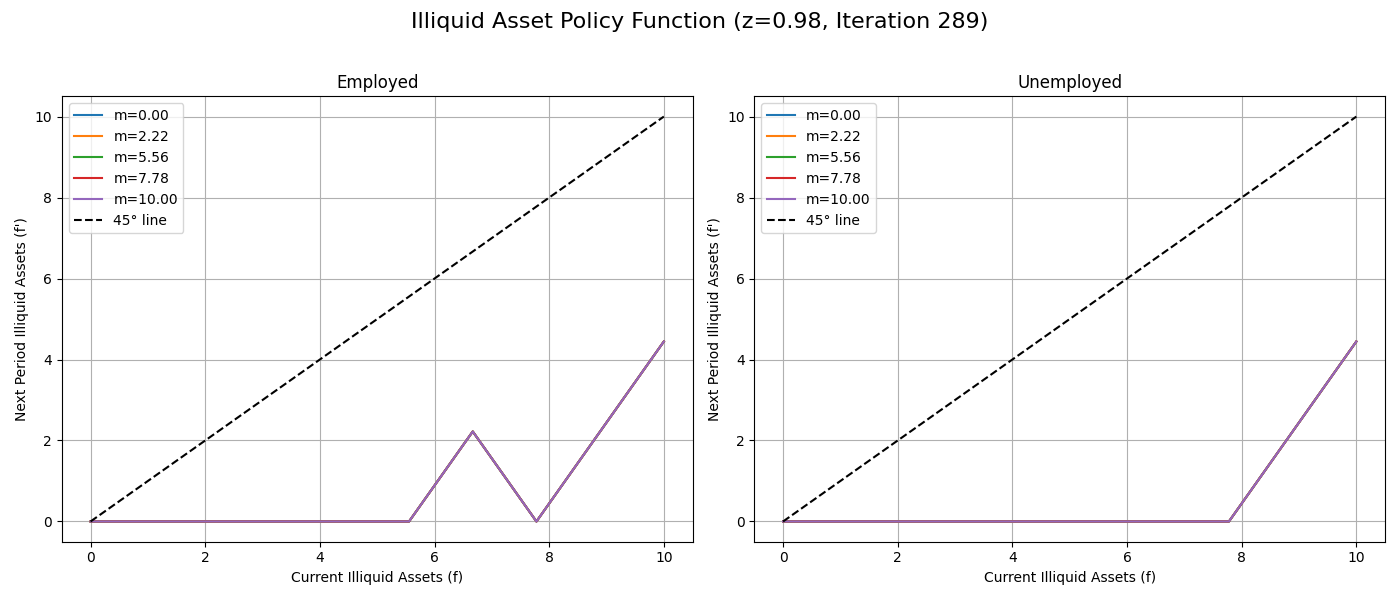 Illiquid Asset Policy Function (z=0.98, Iteration 289)
Employed
Next Period Illiquid Assets (f')
10
8
6
4
2
0
m=0.00
m=2.22
m=5.56
m=7.78
m=10.00
45° line
0 2 4 6 8 10
Current Illiquid Assets (f)
Unemployed
Next Period Illiquid Assets (f')
10
8
6
4
2
0
m=0.00
m=2.22
m=5.56
m=7.78
m=10.00
45° line
0 2 4 6 8 10
Current Illiquid Assets (f)